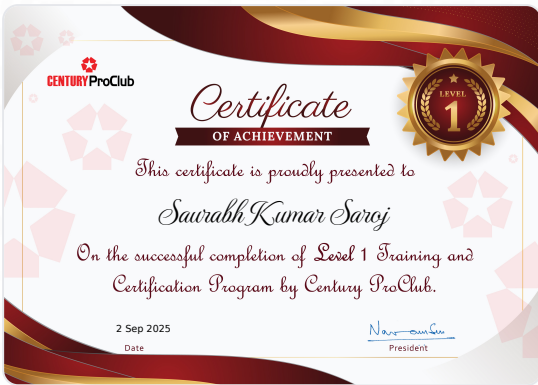 CENTURY ProClub
LEVEL
1
Certificate
OF ACHIEVEMENT
This certificate is proudly presented to
Saurabh Kumar Saroj
On the successful completion of Level 1 Training and
Certification Program by Century ProClub.
2 Sep 2025
Date
President